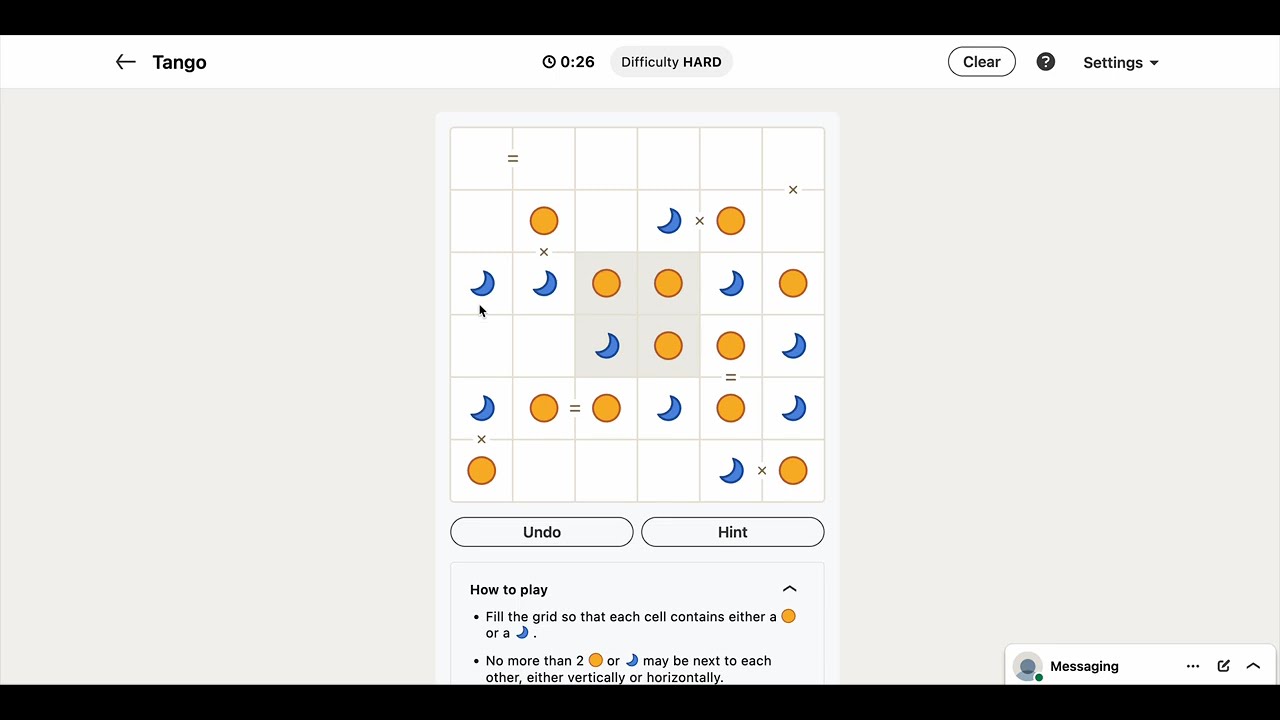 Tango
0:26
Difficulty HARD
Clear
?
Settings
=
×
×
×
=
=
×
×
Undo
Hint
How to play
• Fill the grid so that each cell contains either a
or a .
• No more than 2 or may be next to each
other, either vertically or horizontally.
Messaging